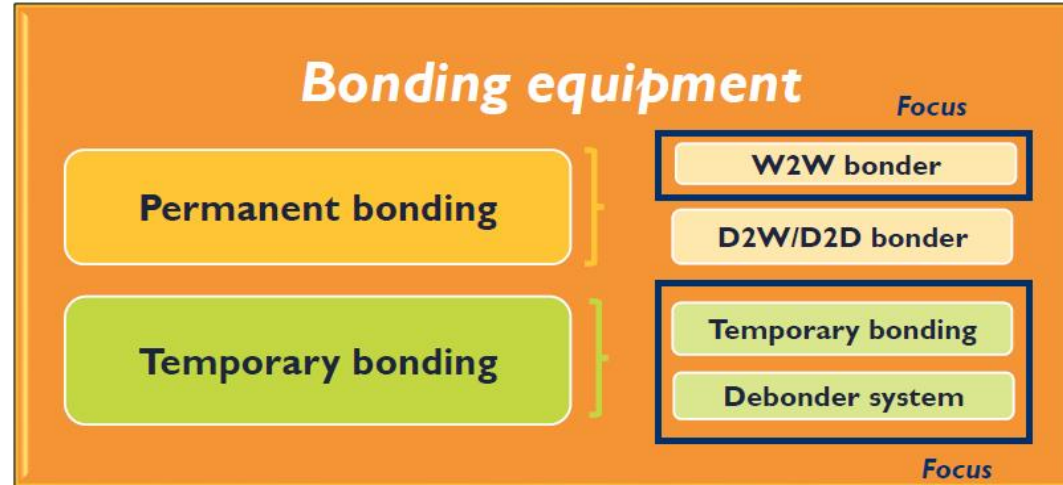 Bonding equipment
Focus
Permanent bonding
W2W bonder
D2W/D2D bonder
Temporary bonding
Temporary bonding
Debonder system
Focus